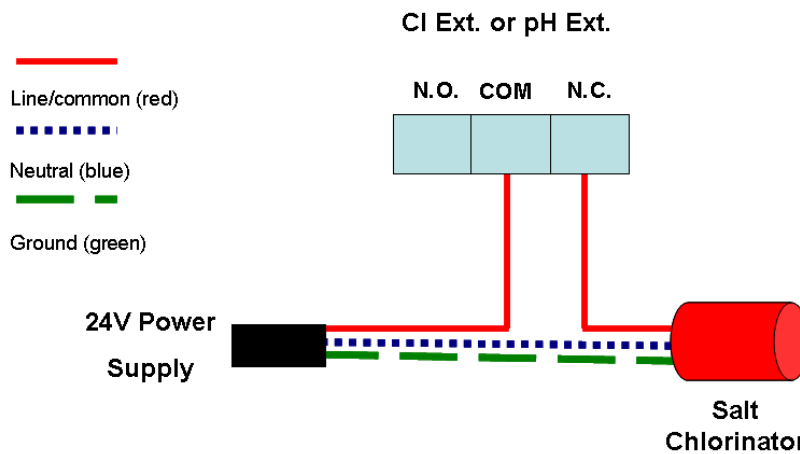 Cl Ext. or pH Ext.
N.O. COM N.C.
Line/common (red)
Neutral (blue)
Ground (green)
24V Power
Supply
Salt
Chlorinator